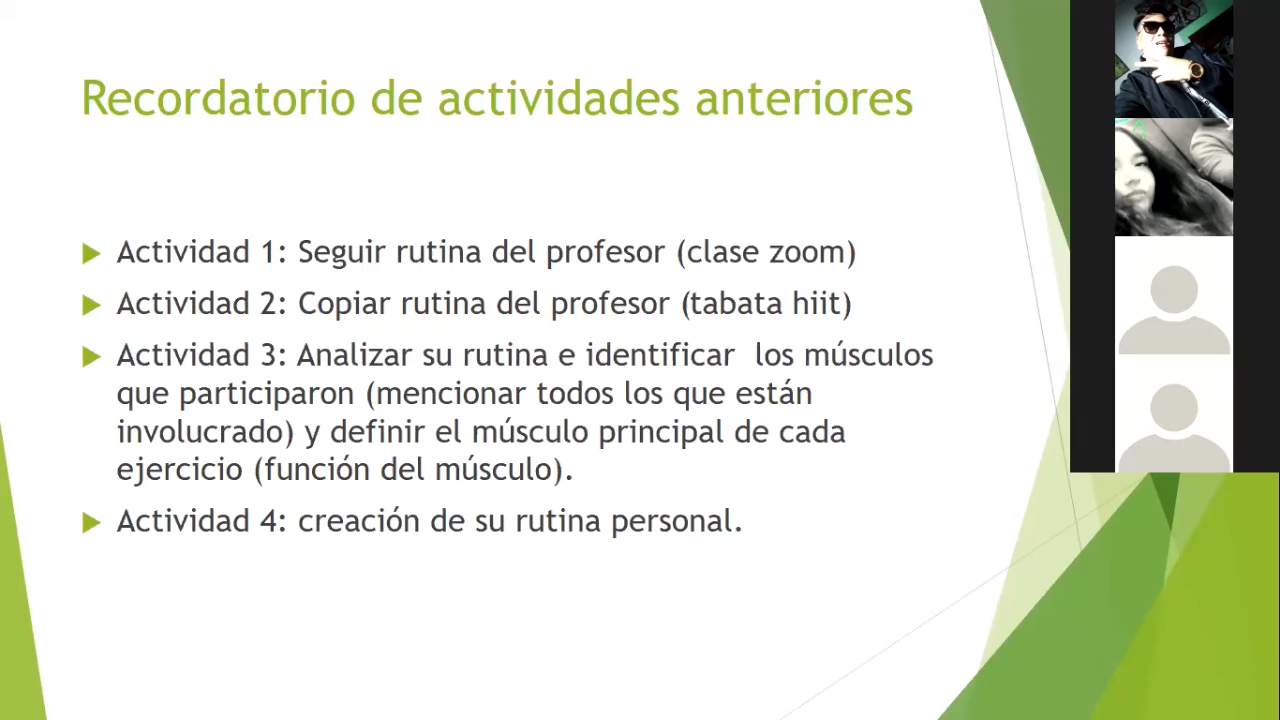 Recordatorio de actividades anteriores
Actividad 1: Seguir rutina del profesor (clase zoom)
Actividad 2: Copiar rutina del profesor (tabata hiit)
Actividad 3: Analizar su rutina e identificar  los músculos
que participaron (mencionar todos los que están
involucrado) y definir el músculo principal de cada
ejercicio (función del músculo).
Actividad 4: creación de su rutina personal.